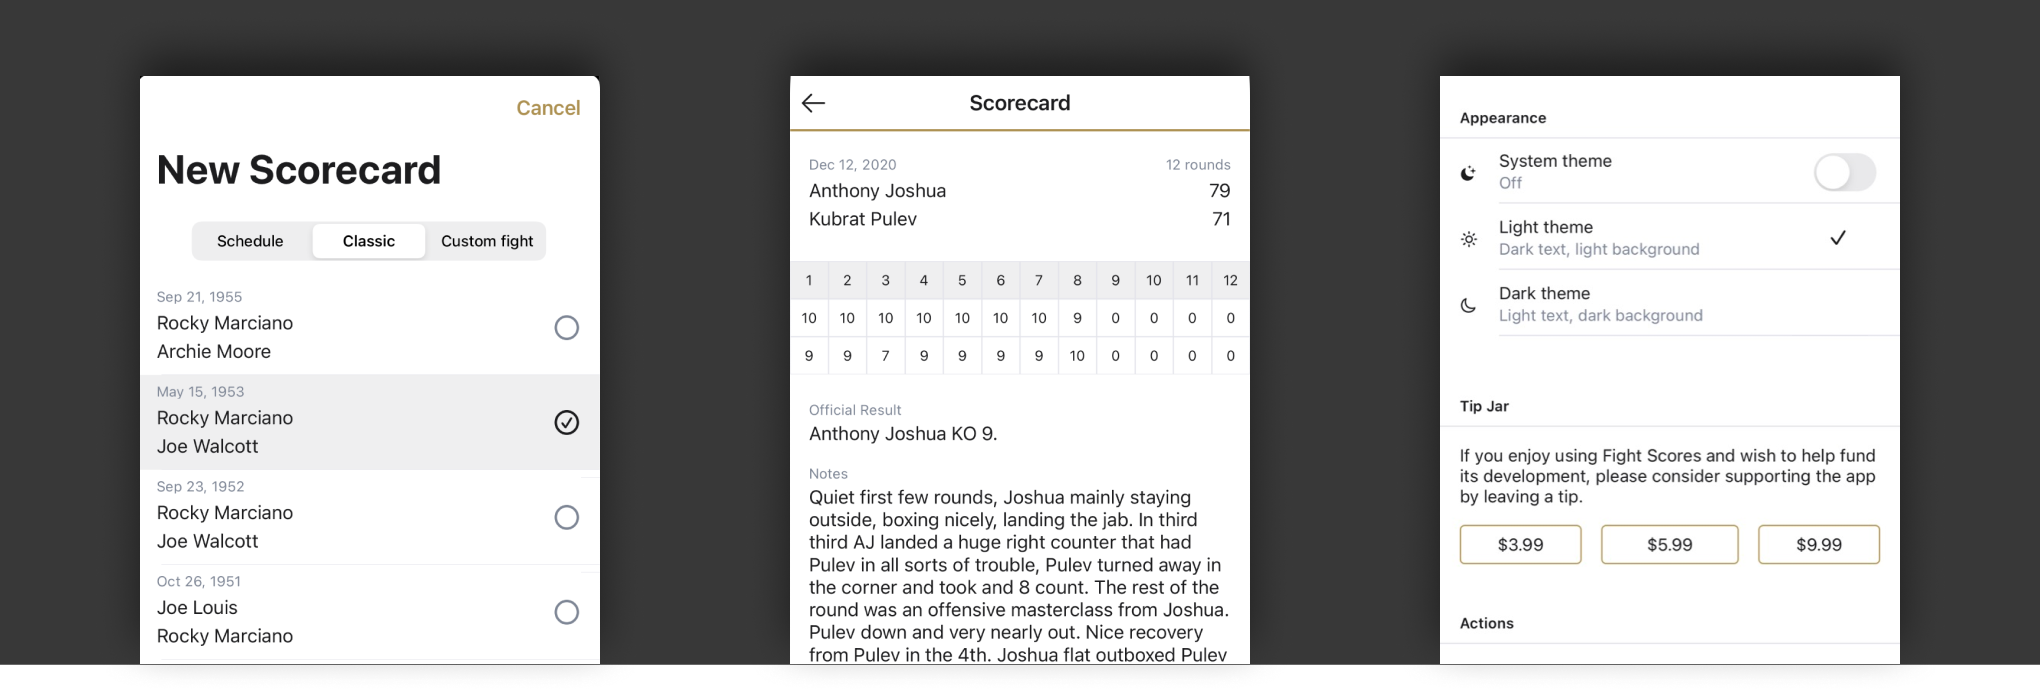 Cancel
New Scorecard
Schedule Classic Custom fight
Sep 21, 1955
Rocky Marciano
Archie Moore
May 15, 1953
Rocky Marciano
Joe Walcott
Sep 23, 1952
Rocky Marciano
Joe Walcott
Oct 26, 1951
Joe Louis
Rocky Marciano
Scorecard
Dec 12, 2020 12 rounds
Anthony Joshua 79
Kubrat Pulev 71
1 2 3 4 5 6 7 8 9 10 11 12
10 10 10 10 10 10 10 9 0 0 0 0
9 9 7 9 9 9 9 10 0 0 0 0
Official Result
Anthony Joshua KO 9.
Notes
Quiet first few rounds, Joshua mainly staying
outside, boxing nicely, landing the jab. In third
third AJ landed a huge right counter that had
Pulev in all sorts of trouble, Pulev turned away in
the corner and took and 8 count. The rest of the
round was an offensive masterclass from Joshua.
Pulev down and very nearly out. Nice recovery
from Pulev in the 4th. Joshua flat outboxed Pulev
Appearance
System theme
Off
Light theme
Dark text, light background
Dark theme
Light text, dark background
Tip Jar
If you enjoy using Fight Scores and wish to help fund
its development, please consider supporting the app
by leaving a tip.
$3.99 $5.99 $9.99
Actions